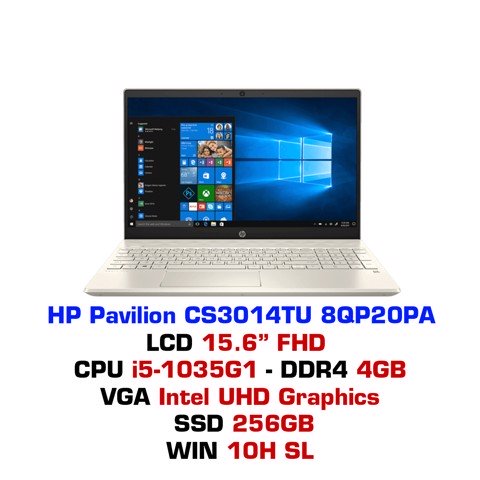 HP Pavilion CS3014TU 8QP20PA
LCD 15.6” FHD
CPU i5-1035G1 - DDR4 4GB
VGA Intel UHD Graphics
SSD 256GB
WIN 10H SL